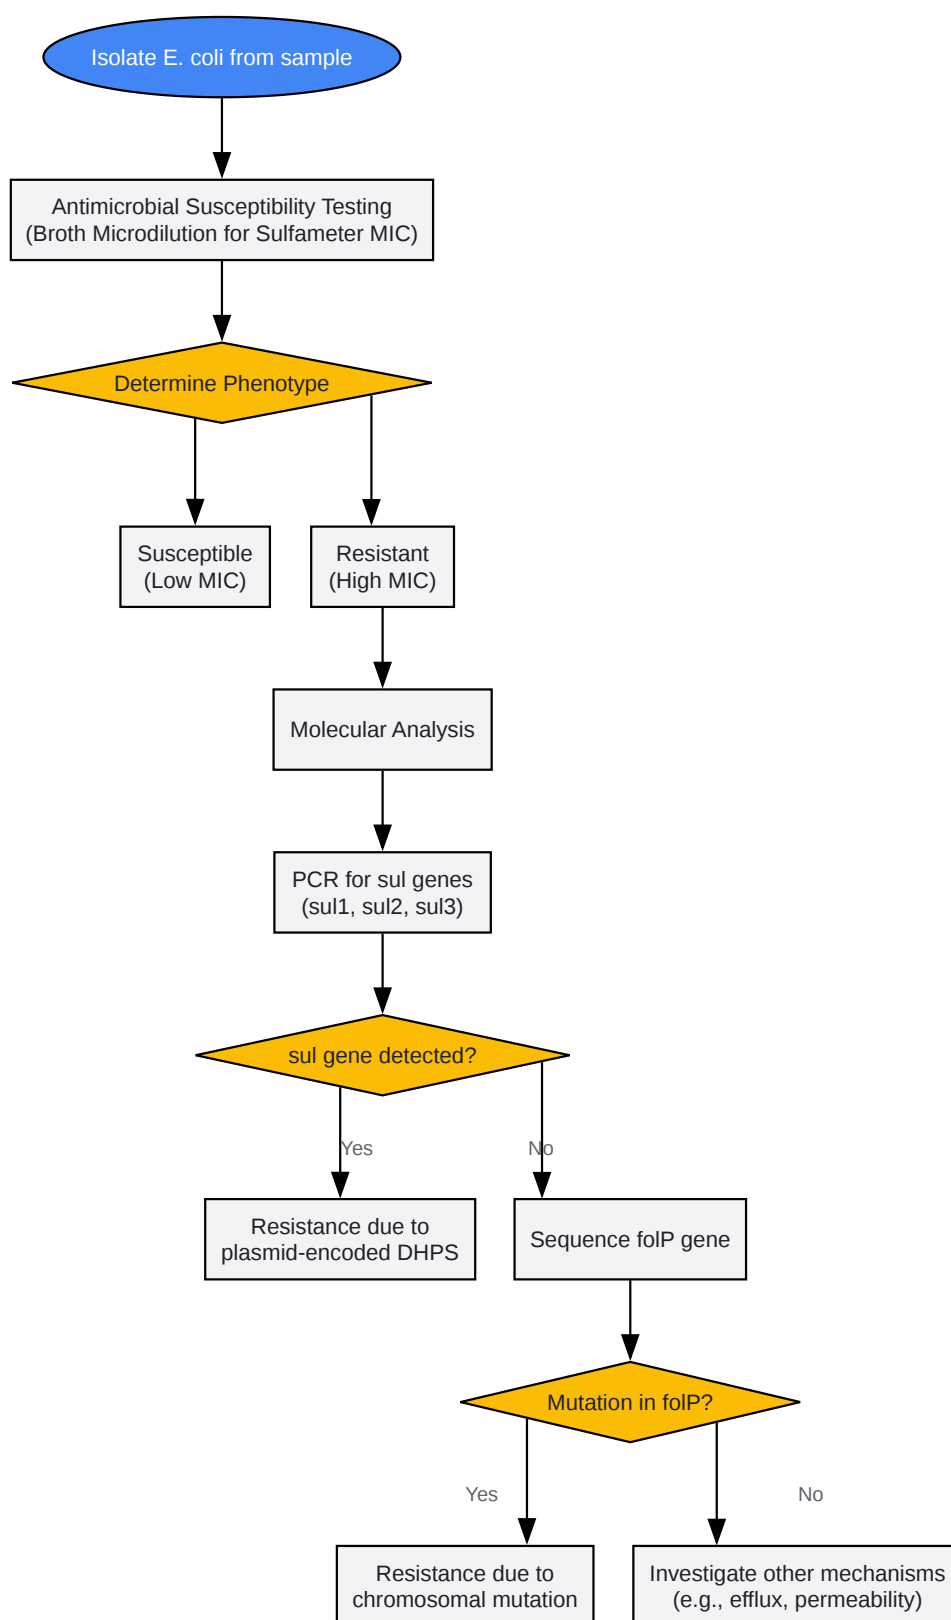 Isolate E. coli from sample
Antimicrobial Susceptibility Testing
(Broth Microdilution for Sulfameter MIC)
Determine Phenotype
Susceptible
(Low MIC)
Resistant
(High MIC)
Molecular Analysis
PCR for sul genes
(sul1, sul2, sul3)
sul gene detected?
Yes
No
Resistance due to
plasmid-encoded DHPS
Sequence folP gene
Mutation in folP?
Yes
No
Resistance due to
chromosomal mutation
Investigate other mechanisms
(e.g., efflux, permeability)